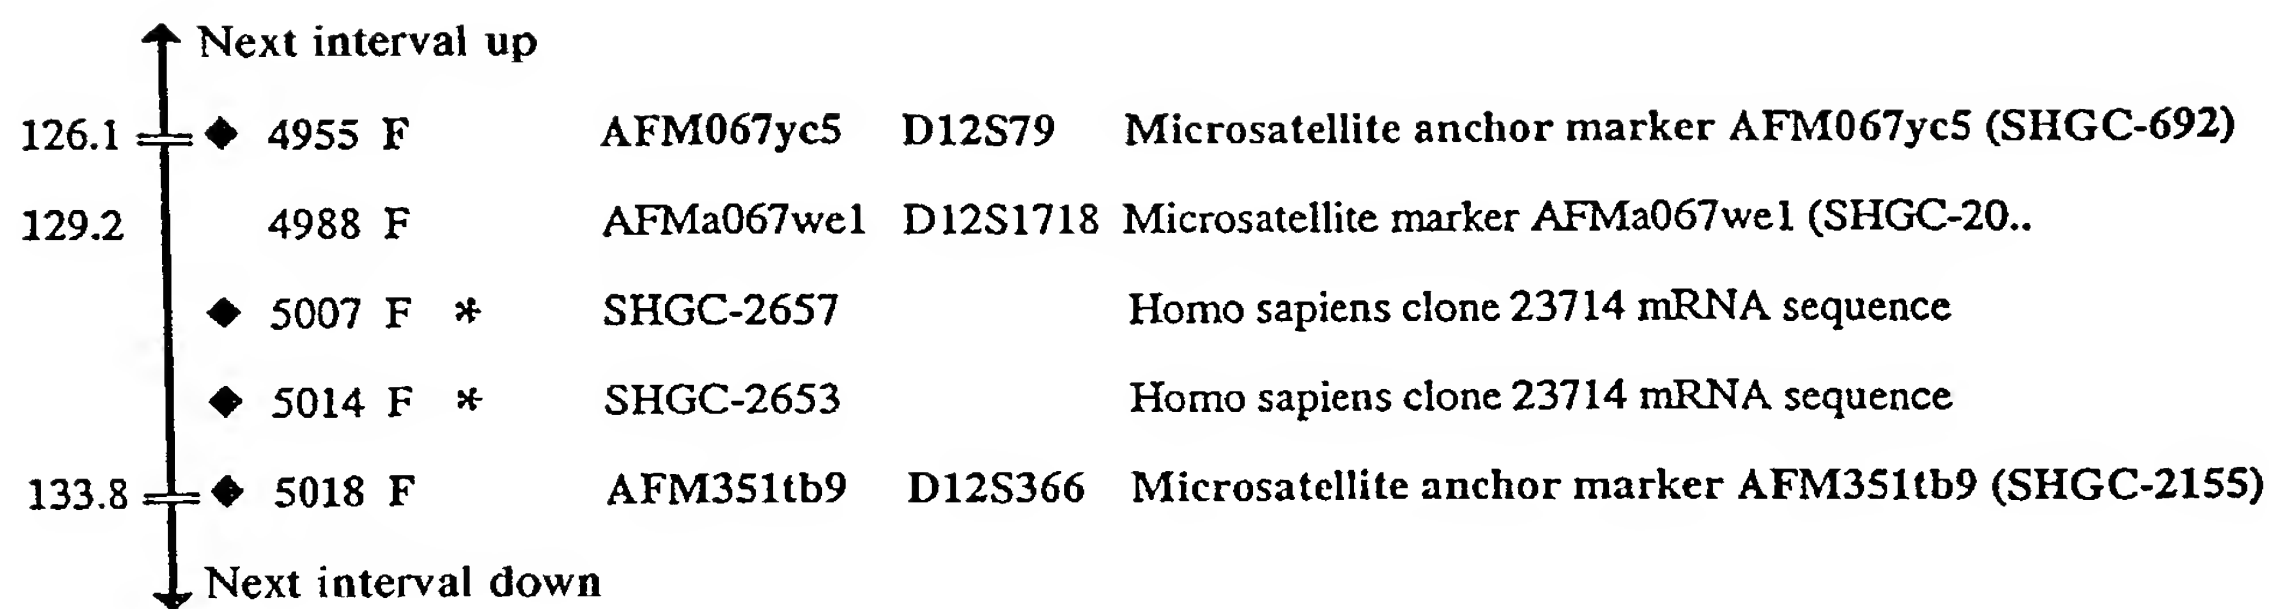 Next interval up
126.1 ◆ 4955 F AFM067yc5 D12S79 Microsatellite anchor marker AFM067yc5 (SHGC-692)
129.2 4988 F AFMa067we1 D12S1718 Microsatellite marker AFMa067we1 (SHGC-20..
◆ 5007 F * SHGC-2657 Homo sapiens clone 23714 mRNA sequence
◆ 5014 F * SHGC-2653 Homo sapiens clone 23714 mRNA sequence
133.8 ◆ 5018 F AFM351tb9 D12S366 Microsatellite anchor marker AFM351tb9 (SHGC-2155)
Next interval down